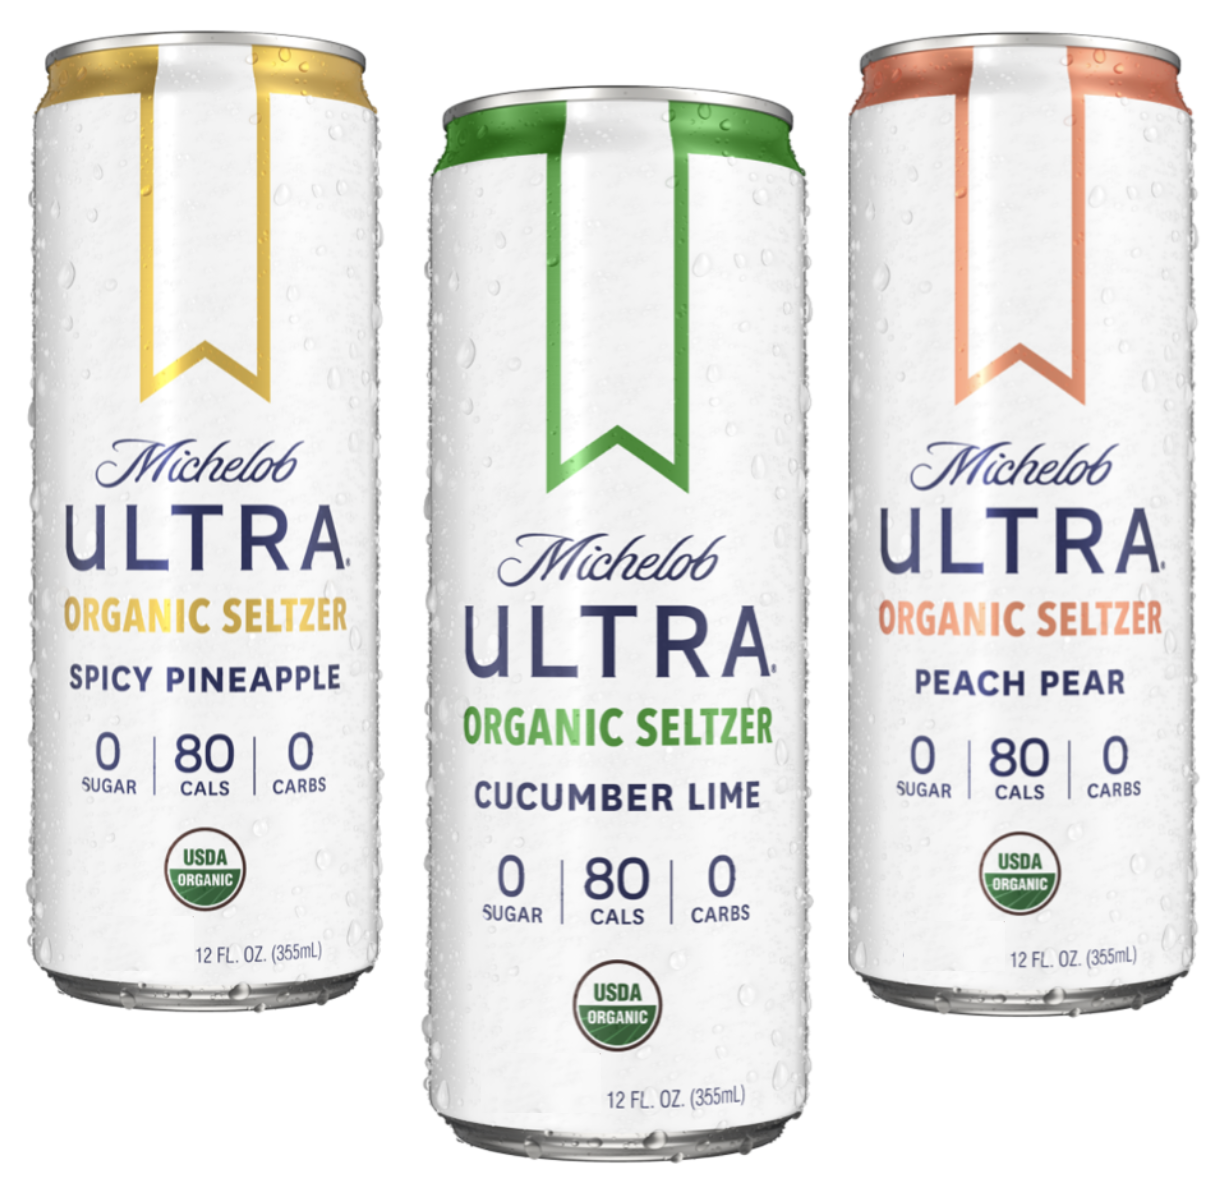 Michelob
ULTRA.
ORGANIC SELTZER
SPICY PINEAPPLE
0 80 0
SUGAR CALS CARBS
USDA
ORGANIC
12 FL. OZ. (355mL)
Michelob
ULTRA.
ORGANIC SELTZER
CUCUMBER LIME
0 80 0
SUGAR CALS CARBS
USDA
ORGANIC
12 FL. OZ. (355mL)
Michelob
ULTRA.
ORGANIC SELTZER
PEACH PEAR
0 80 0
SUGAR CALS CARBS
USDA
ORGANIC
12 FL. OZ. (355mL)